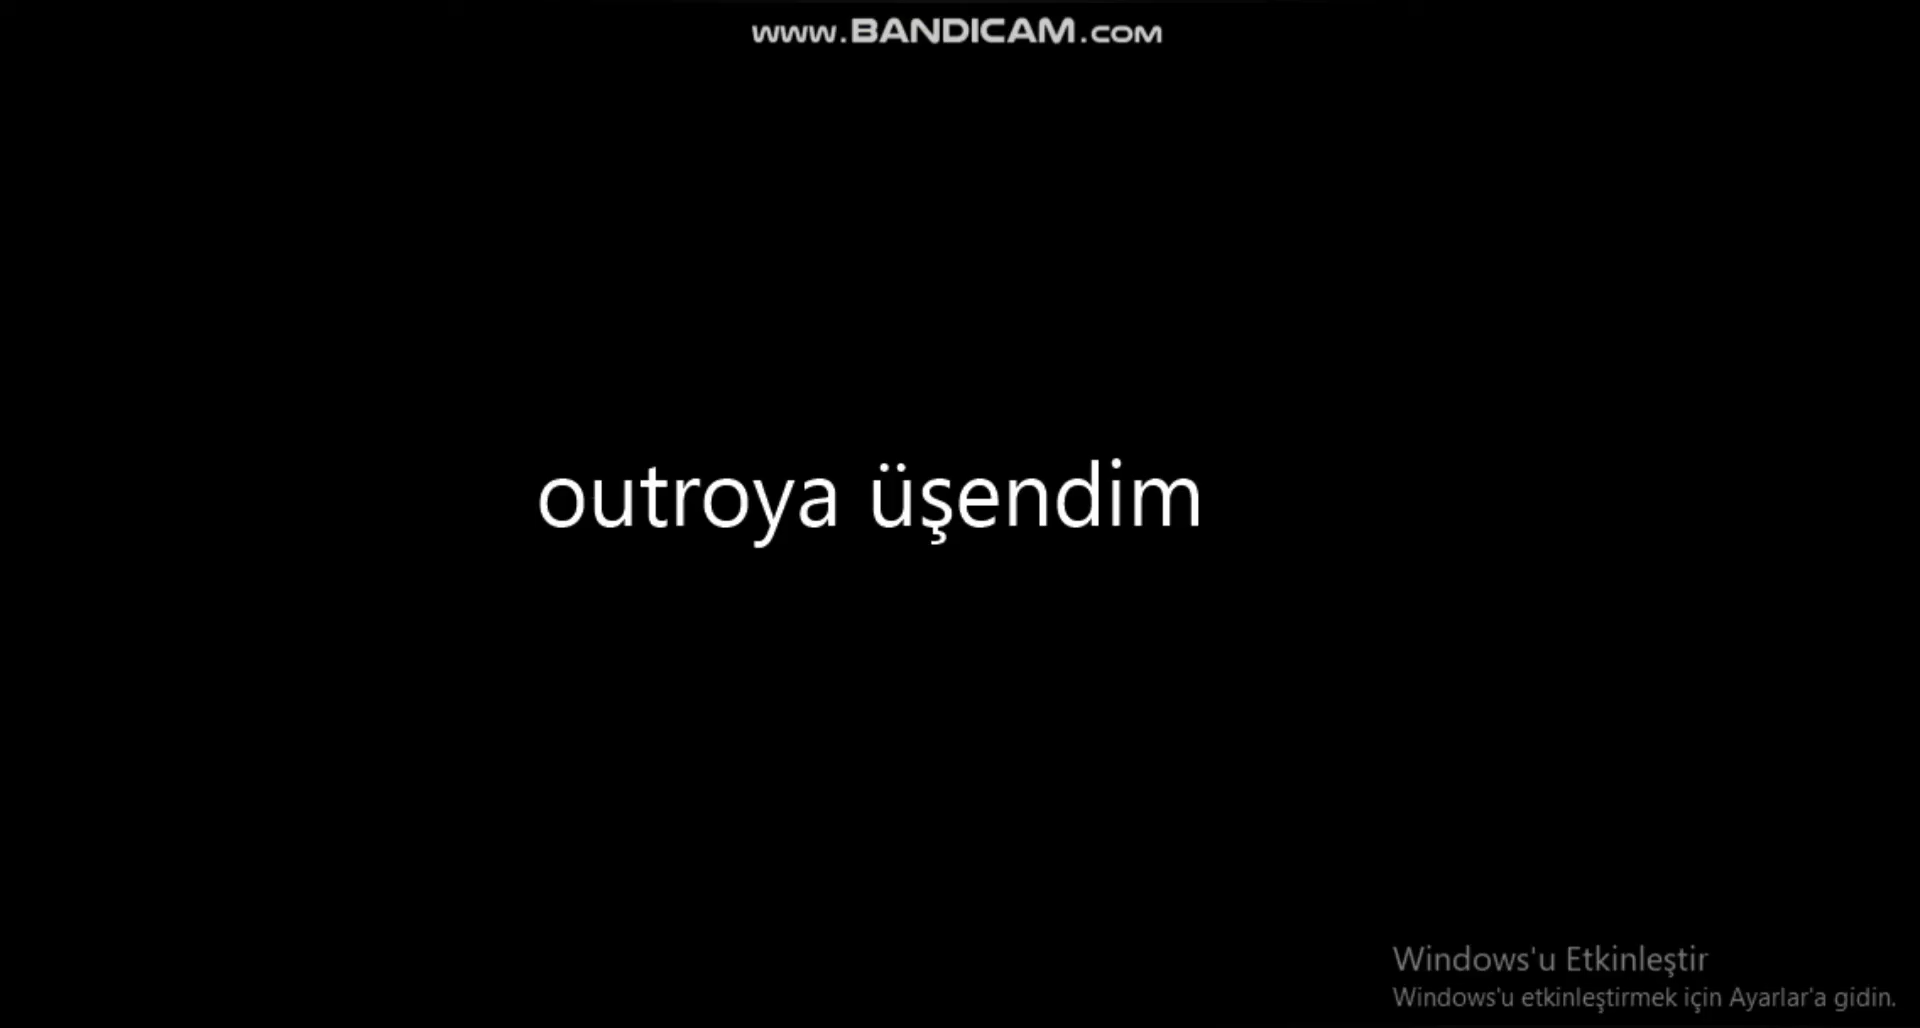 www.BANDICAM.com
outroya üşendim
Windows'u Etkinleştir
Windows'u etkinleştirmek için Ayarlar'a gidin.